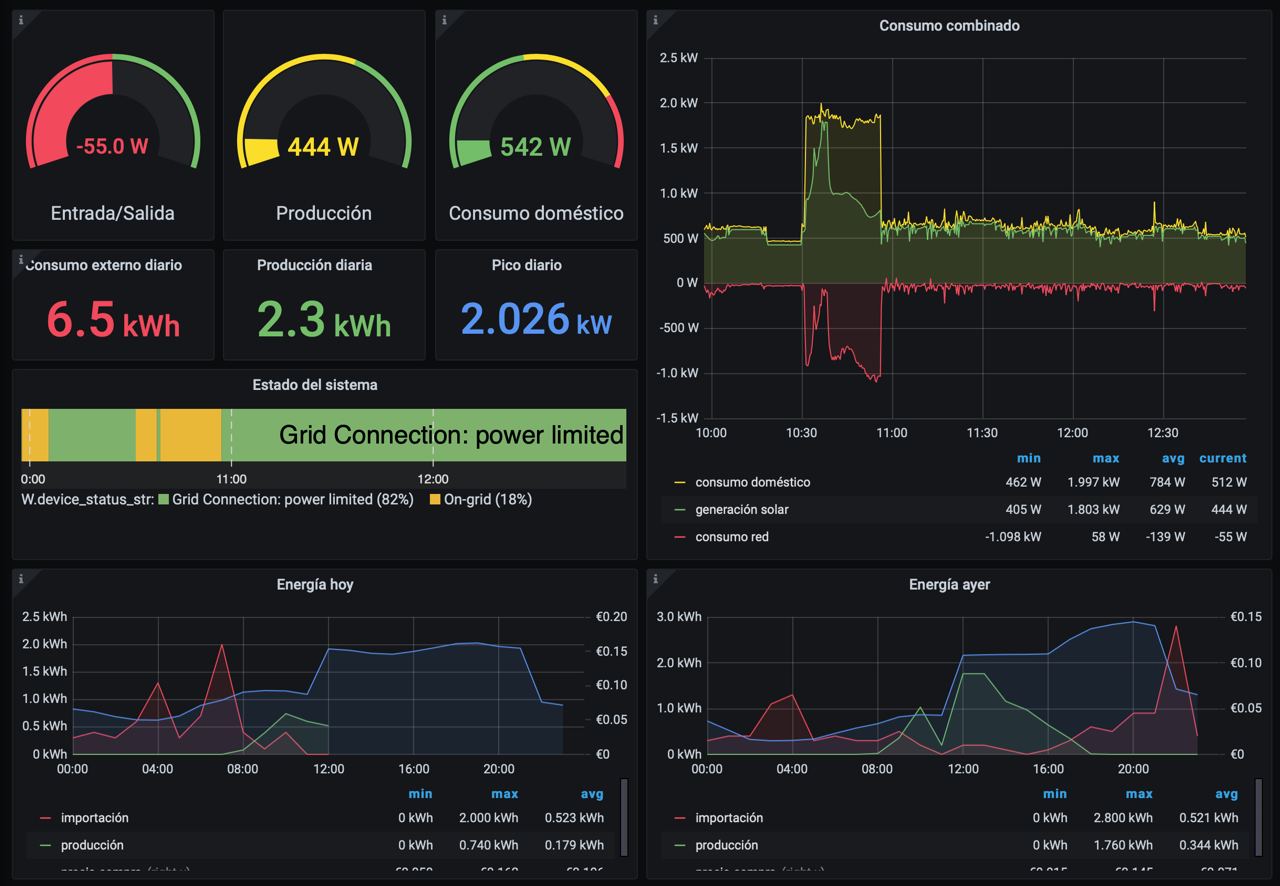 -55.0 W
Entrada/Salida
444 W
Producción
542 W
Consumo doméstico
Consumo externo diario
6.5 kWh
Producción diaria
2.3 kWh
Pico diario
2.026 kW
Estado del sistema
Grid Connection: power limited
0:00 11:00 12:00
W.device_status_str: Grid Connection: power limited (82%) On-grid (18%)
Consumo combinado
2.5 kW
2.0 kW
1.5 kW
1.0 kW
500 W
0 W
-500 W
-1.0 kW
-1.5 kW
10:00 10:30 11:00 11:30 12:00 12:30
min max avg current
consumo doméstico 462 W 1.997 kW 784 W 512 W
generación solar 405 W 1.803 kW 629 W 444 W
consumo red -1.098 kW 58 W -139 W -55 W
Energía hoy
2.5 kWh
2.0 kWh
1.5 kWh
1.0 kWh
0.5 kWh
0 kWh
€0.20
€0.15
€0.10
€0.05
€0
00:00 04:00 08:00 12:00 16:00 20:00
min max avg
importación 0 kWh 2.000 kWh 0.523 kWh
producción 0 kWh 0.740 kWh 0.179 kWh
Energía ayer
3.0 kWh
2.0 kWh
1.0 kWh
0 kWh
€0.15
€0.10
€0.05
€0
00:00 04:00 08:00 12:00 16:00 20:00
min max avg
importación 0 kWh 2.800 kWh 0.521 kWh
producción 0 kWh 1.760 kWh 0.344 kWh